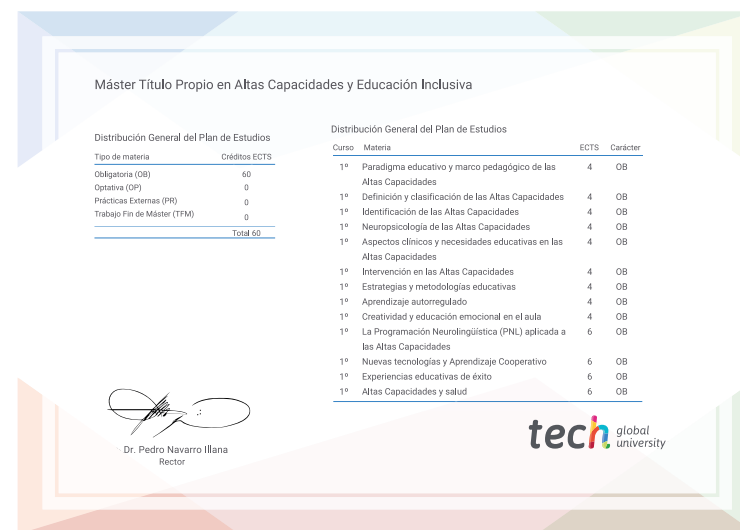 Máster Título Propio en Altas Capacidades y Educación Inclusiva
Distribución General del Plan de Estudios
Tipo de materia Créditos ECTS
Obligatoria (OB) 60
Optativa (OP) 0
Prácticas Externas (PR) 0
Trabajo Fin de Máster (TFM) 0
Total 60
Distribución General del Plan de Estudios
Curso Materia ECTS Carácter
1º Paradigma educativo y marco pedagógico de las 4 OB
Altas Capacidades
1º Definición y clasificación de las Altas Capacidades 4 OB
1º Identificación de las Altas Capacidades 4 OB
1º Neuropsicología de las Altas Capacidades 4 OB
1º Aspectos clínicos y necesidades educativas en las 4 OB
Altas Capacidades
1º Intervención en las Altas Capacidades 4 OB
1º Estrategias y metodologías educativas 4 OB
1º Aprendizaje autorregulado 4 OB
1º Creatividad y educación emocional en el aula 4 OB
1º La Programación Neurolingüística (PNL) aplicada a 6 OB
las Altas Capacidades
1º Nuevas tecnologías y Aprendizaje Cooperativo 6 OB
1º Experiencias educativas de éxito 6 OB
1º Altas Capacidades y salud 6 OB
Dr. Pedro Navarro Illana
Rector
tech global
university